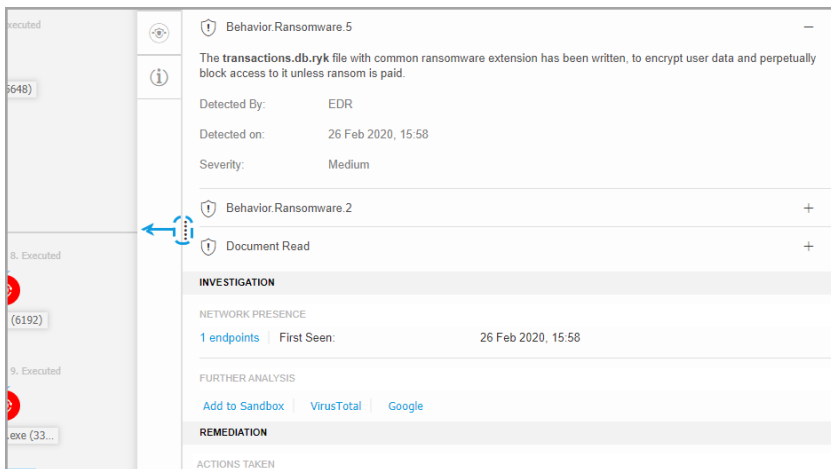 xecuted
5648)
8. Executed
(6192)
9. Executed
.exe (33...
Behavior.Ransomware.5
The transactions.db.ryk file with common ransomware extension has been written, to encrypt user data and perpetually
block access to it unless ransom is paid.
Detected By: EDR
Detected on: 26 Feb 2020, 15:58
Severity: Medium
Behavior.Ransomware.2
Document Read
INVESTIGATION
NETWORK PRESENCE
1 endpoints First Seen: 26 Feb 2020, 15:58
FURTHER ANALYSIS
Add to Sandbox VirusTotal Google
REMEDIATION
ACTIONS TAKEN